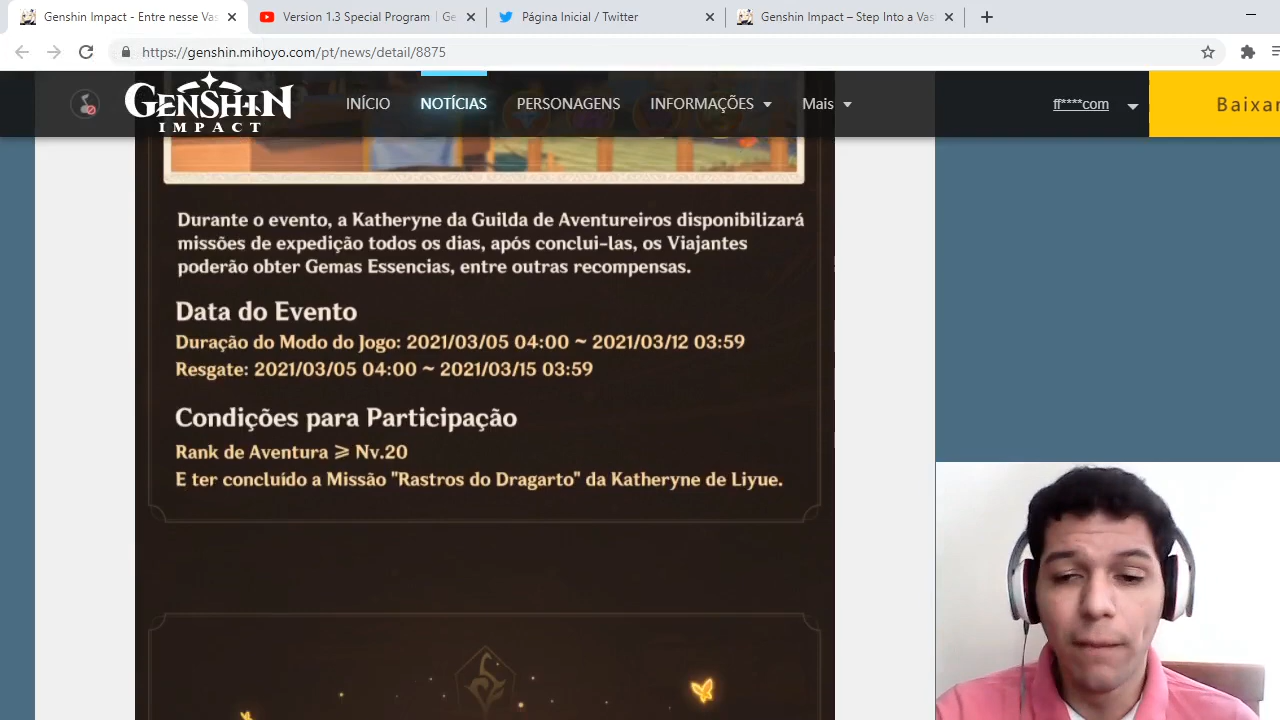 Genshin Impact - Entre nesse Vas
Version 1.3 Special Program | Ge
Página Inicial / Twitter
Genshin Impact – Step Into a Vas
https://genshin.mihoyo.com/pt/news/detail/8875
GENSHIN
IMPACT
INÍCIO
NOTÍCIAS
PERSONAGENS
INFORMAÇÕES
Mais
ff****com
Baixar
Durante o evento, a Katheryne da Guilda de Aventureiros disponibilizará
missões de expedição todos os dias, após conclui-las, os Viajantes
poderão obter Gemas Essencias, entre outras recompensas.
Data do Evento
Duração do Modo do Jogo: 2021/03/05 04:00 ~ 2021/03/12 03:59
Resgate: 2021/03/05 04:00 ~ 2021/03/15 03:59
Condições para Participação
Rank de Aventura ⩾ Nv.20
E ter concluído a Missão "Rastros do Dragarto" da Katheryne de Liyue.